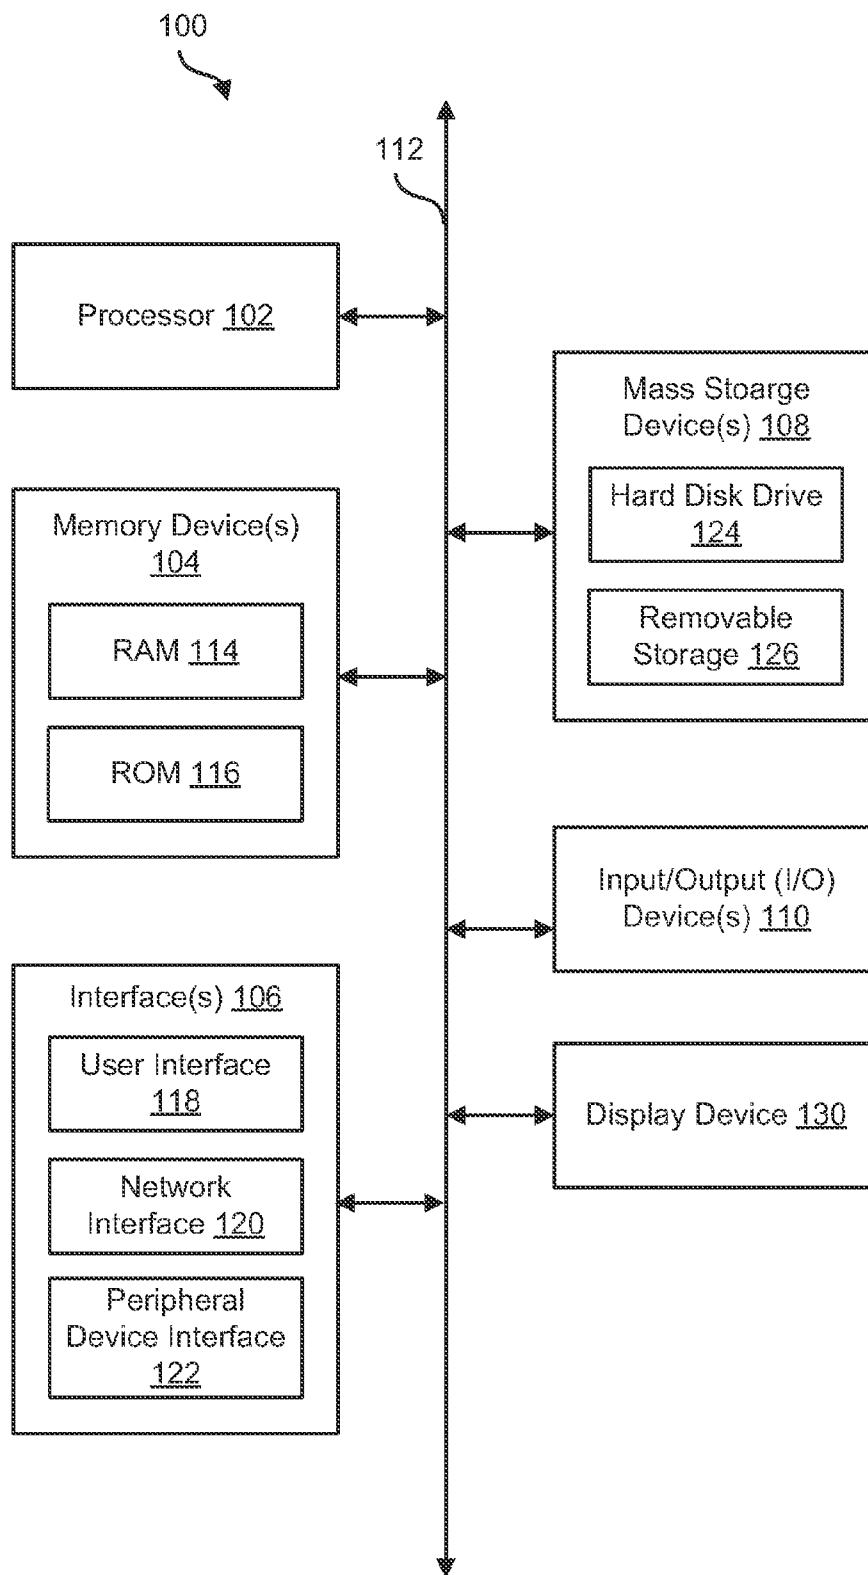 100
112
Processor 102
Memory Device(s)
104
RAM 114
ROM 116
Interface(s) 106
User Interface
118
Network
Interface 120
Peripheral
Device Interface
122
Mass Stoarge
Device(s) 108
Hard Disk Drive
124
Removable
Storage 126
Input/Output (I/O)
Device(s) 110
Display Device 130